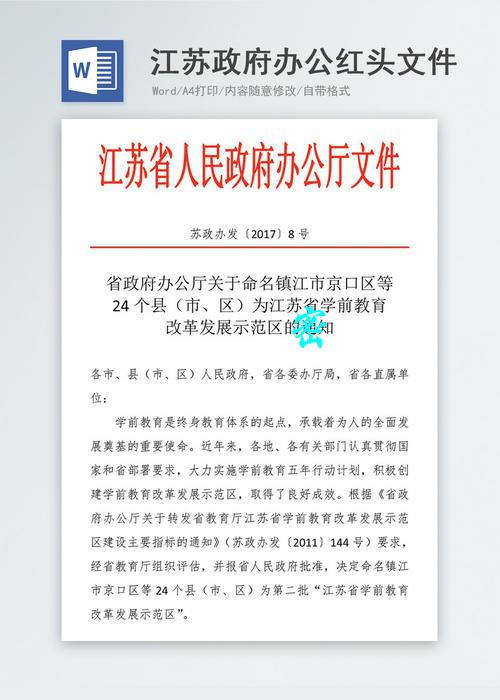 W
江苏政府办公红头文件
Word/A4打印/内容随意修改/自带格式
江苏省人民政府办公厅文件
苏政办发〔2017〕8 号
省政府办公厅关于命名镇江市京口区等
24 个县（市、区）为江苏省学前教育
改革发展示范区的通知
密
各市、县（市、区）人民政府，省各委办厅局，省各直属单
位：
学前教育是终身教育体系的起点，承载着为人的全面发
展奠基的重要使命。近年来，各地、各有关部门认真贯彻国
家和省部署要求，大力实施学前教育五年行动计划，积极创
建学前教育改革发展示范区，取得了良好成效。根据《省政
府办公厅关于转发省教育厅江苏省学前教育改革发展示范
区建设主要指标的通知》（苏政办发〔2011〕144 号）要求，
经省教育厅组织评估，并报省人民政府批准，决定命名镇江
市京口区等 24 个县（市、区）为第二批“江苏省学前教育
改革发展示范区”。